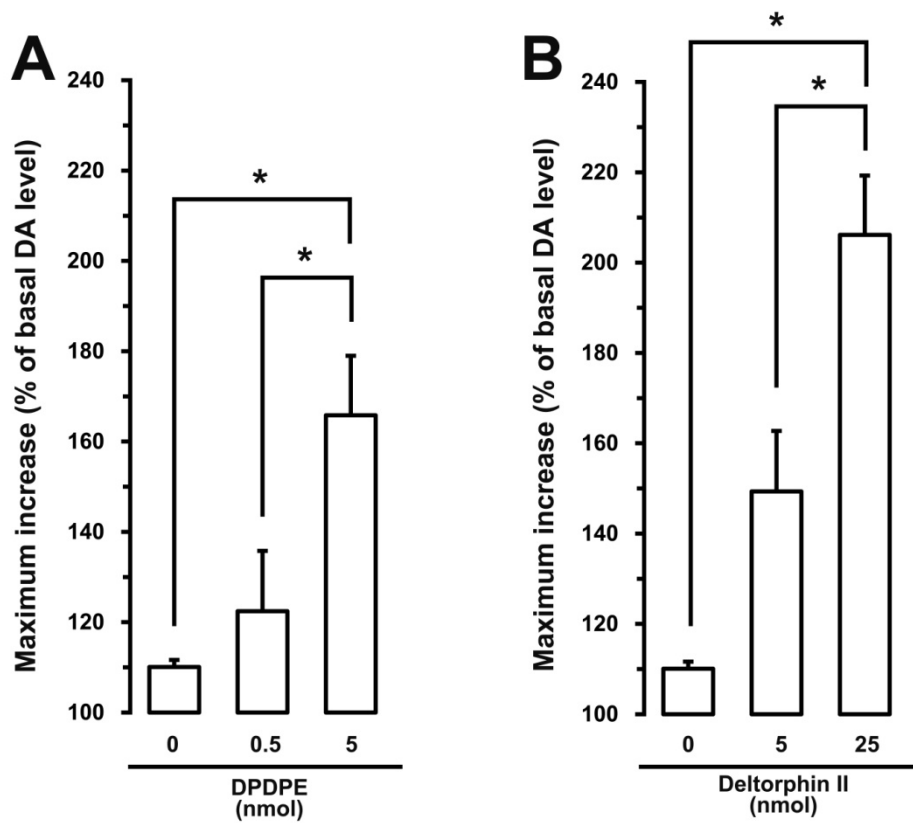 A
Maximum increase (% of basal DA level)
240
220
200
180
160
140
120
100
*
*
0 0.5 5
DPDPE
(nmol)
B
Maximum increase (% of basal DA level)
240
220
200
180
160
140
120
100
*
*
0 5 25
Deltorphin II
(nmol)